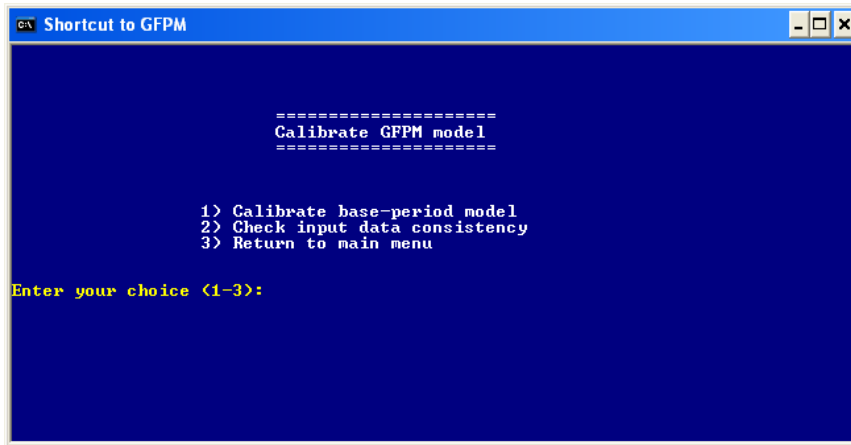 Shortcut to GFPM
=====================
Calibrate GFPM model
=====================
1) Calibrate base-period model
2) Check input data consistency
3) Return to main menu
Enter your choice (1-3):